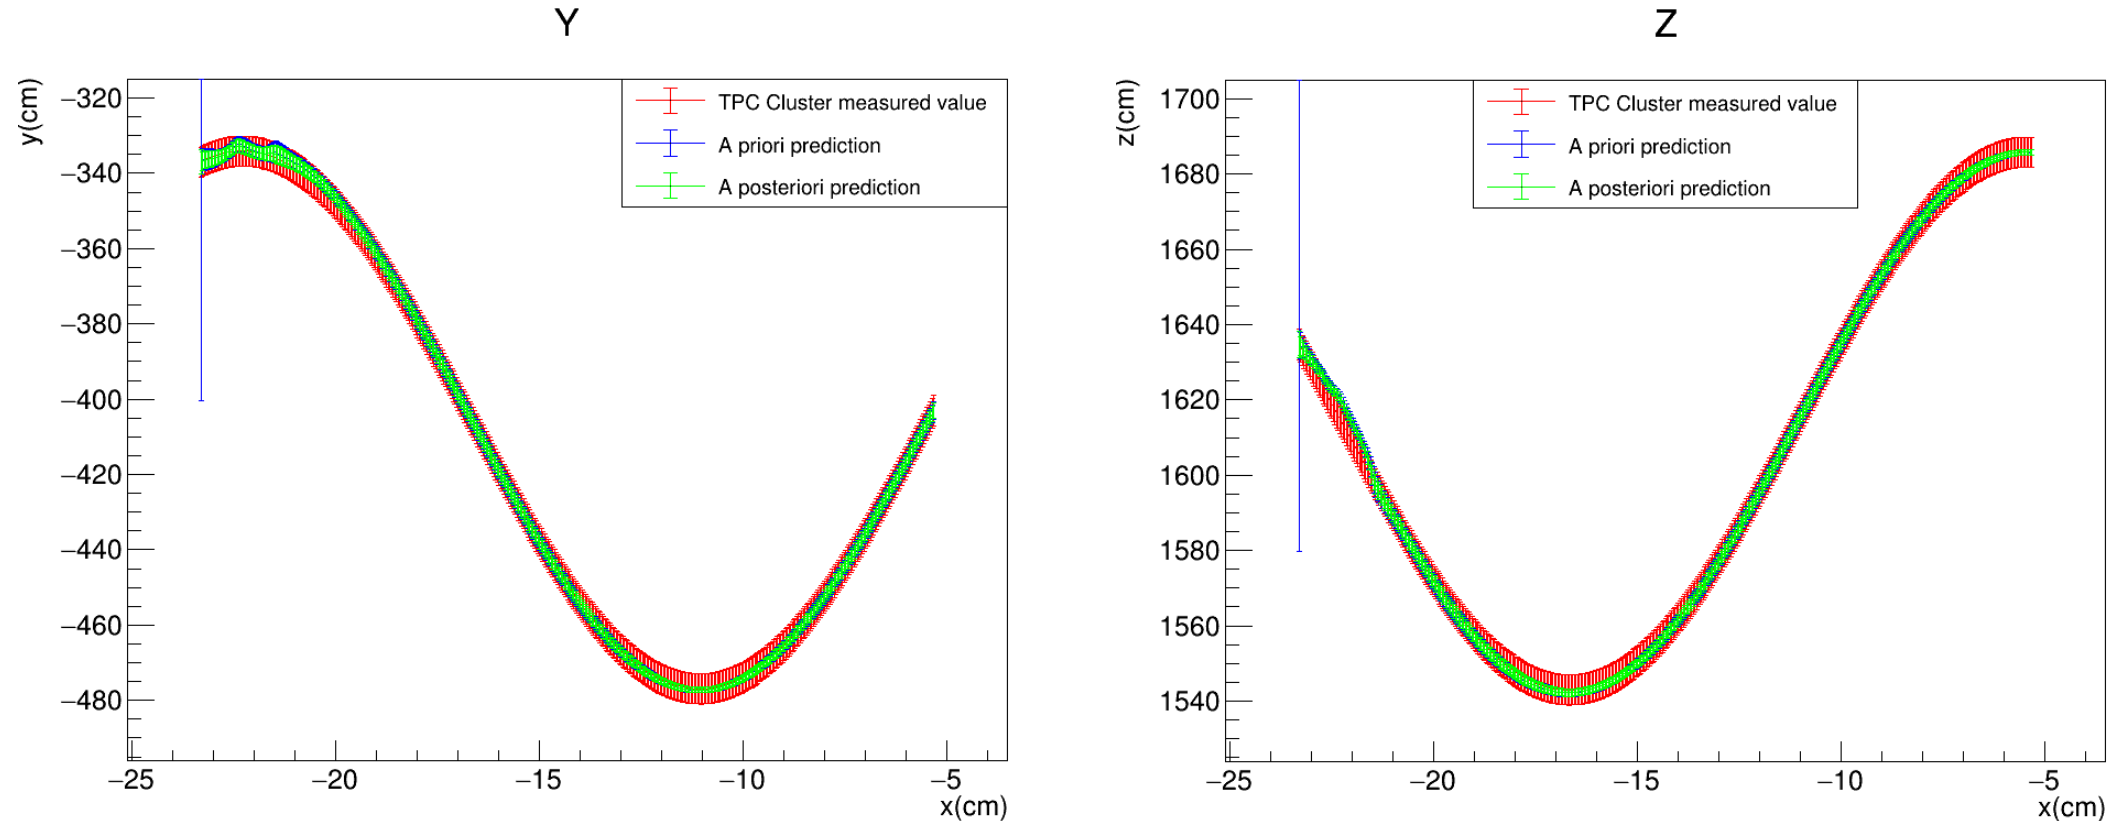 Y
y(cm)
−320
−340
−360
−380
−400
−420
−440
−460
−480
TPC Cluster measured value
A priori prediction
A posteriori prediction
−25 −20 −15 −10 −5
x(cm)
Z
z(cm)
1700
1680
1660
1640
1620
1600
1580
1560
1540
TPC Cluster measured value
A priori prediction
A posteriori prediction
−25 −20 −15 −10 −5
x(cm)